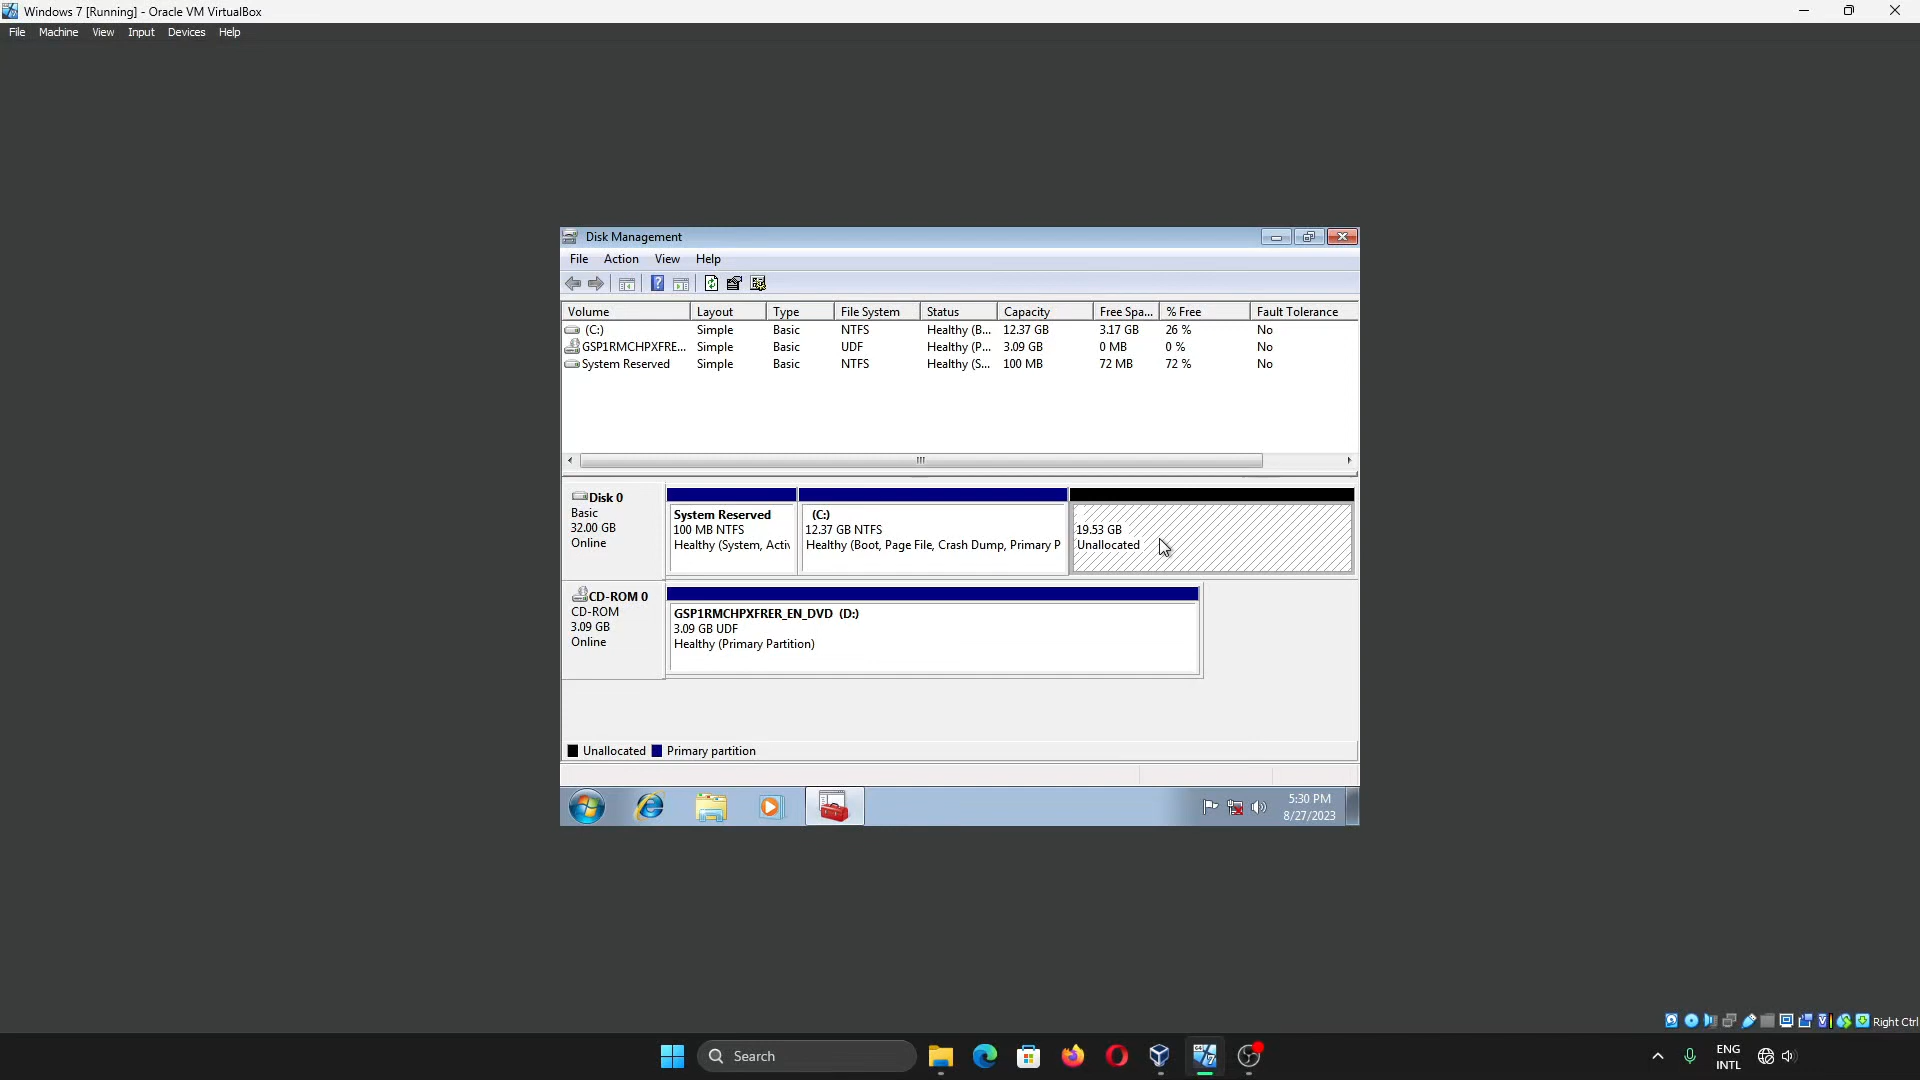 Windows 7 [Running] - Oracle VM VirtualBox
File Machine View Input Devices Help
Disk Management
File Action View Help
Volume Layout Type File System Status Capacity Free Spa... % Free Fault Tolerance
(C:) Simple Basic NTFS Healthy (B... 12.37 GB 3.17 GB 26 % No
GSP1RMCHPXFRE... Simple Basic UDF Healthy (P... 3.09 GB 0 MB 0 % No
System Reserved Simple Basic NTFS Healthy (S... 100 MB 72 MB 72 % No
Disk 0
Basic
32.00 GB
Online
System Reserved
100 MB NTFS
Healthy (System, Activ
(C:)
12.37 GB NTFS
Healthy (Boot, Page File, Crash Dump, Primary P
19.53 GB
Unallocated
CD-ROM 0
CD-ROM
3.09 GB
Online
GSP1RMCHPXFRER_EN_DVD (D:)
3.09 GB UDF
Healthy (Primary Partition)
Unallocated Primary partition
5:30 PM
8/27/2023
Right Ctrl
Search
ENG
INTL